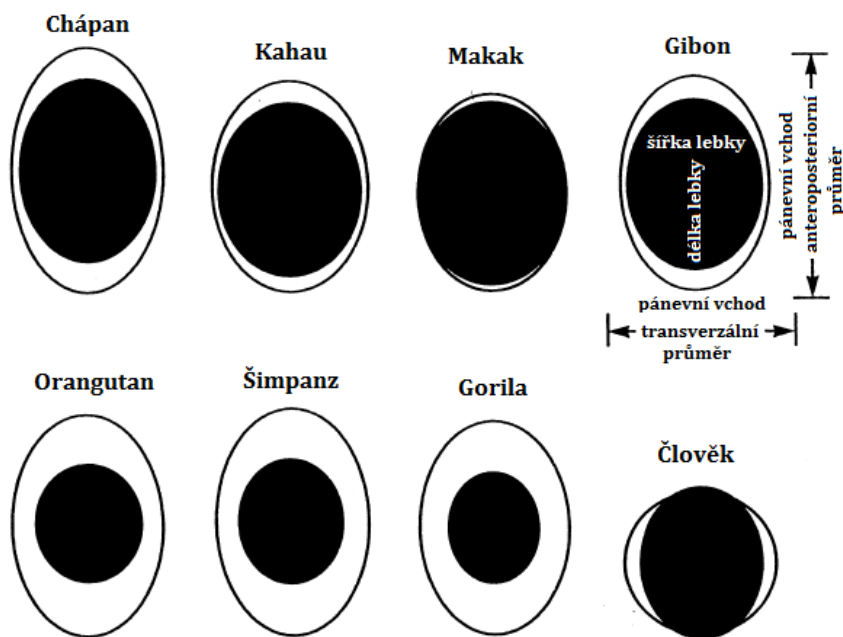 Chápan
Kahau
Makak
Gibon
šířka lebky
délka lebky
pánevní vchod
anteroposteriorní
průměr
pánevní vchod
transverzální
průměr
Orangutan
Šimpanz
Gorila
Člověk